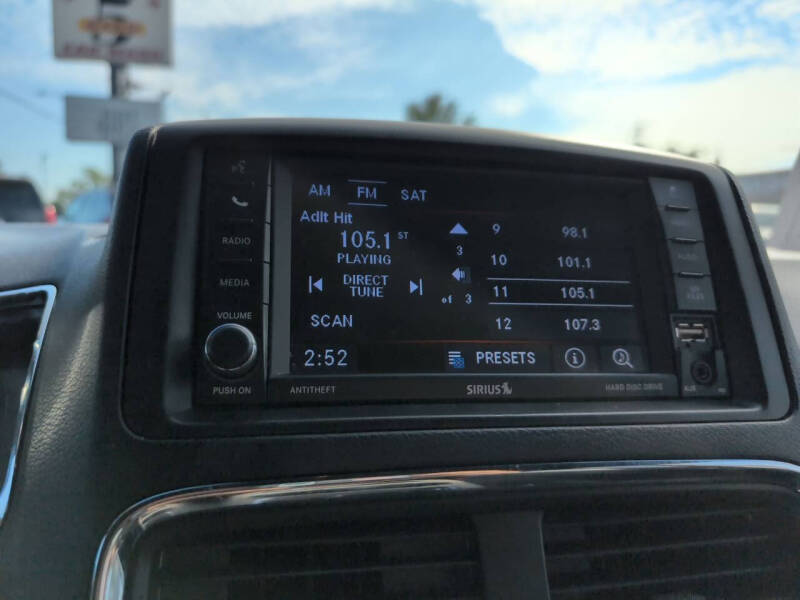 AM FM SAT
Adlt Hit
105.1 ST
PLAYING
DIRECT
TUNE
SCAN
3
of 3
9 98.1
10 101.1
11 105.1
12 107.3
2:52 PRESETS
RADIO
MEDIA
VOLUME
PUSH ON
ANTITHEFT
SIRIUS
HARD DISC DRIVE
AUX